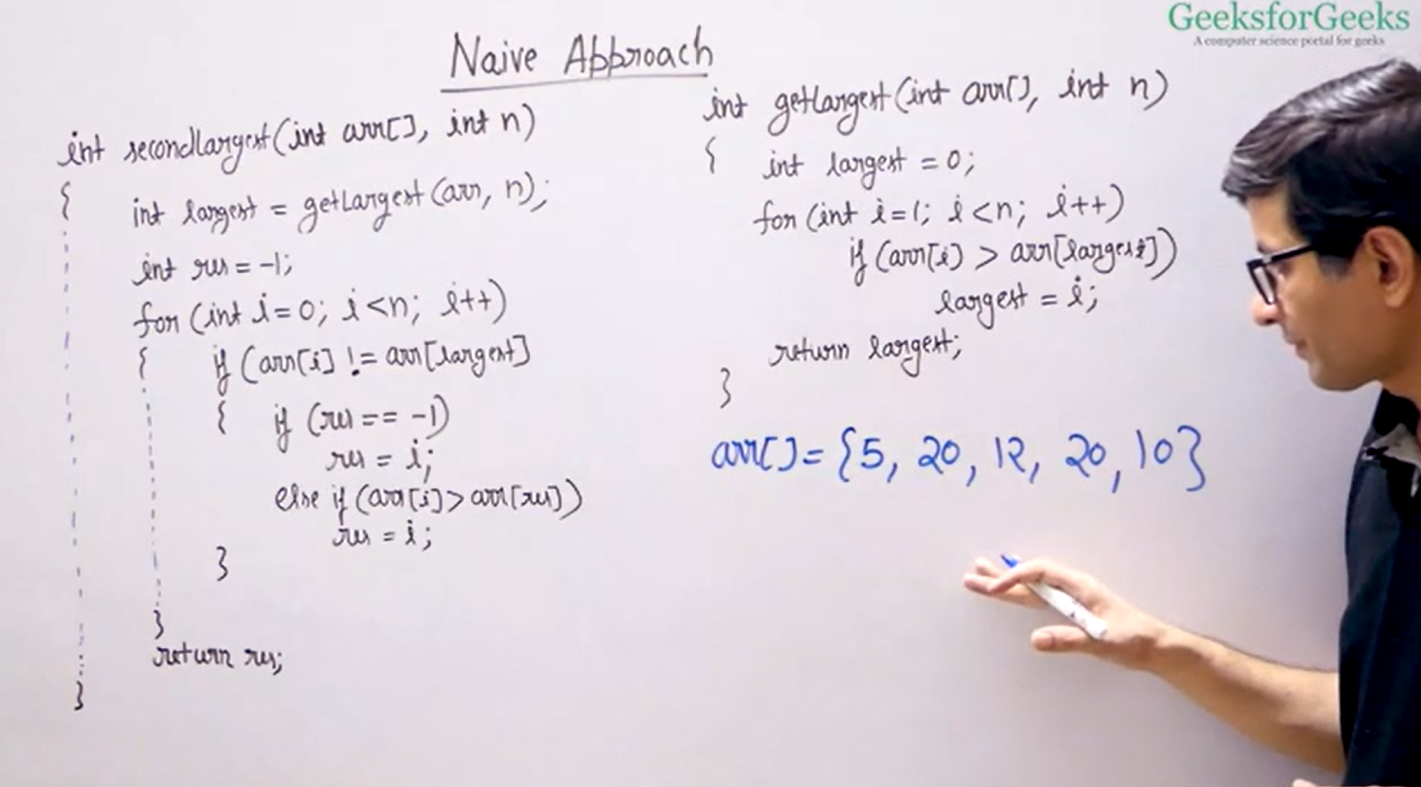 GeeksforGeeks
A computer science portal for geeks
Naive Approach
int secondLargest(int arr[], int n)
{
int largest = getLargest(arr, n);
int res = -1;
for (int i=0; i<n; i++)
{
if (arr[i] != arr[largest]
{
if (res == -1)
res = i;
else if (arr[i] > arr[res])
res = i;
}
}
return res;
}
int getLargest(int arr[], int n)
{
int largest = 0;
for (int i=1; i<n; i++)
if (arr[i] > arr[largest])
largest = i;
return largest;
}
arr[] = {5, 20, 12, 20, 10}